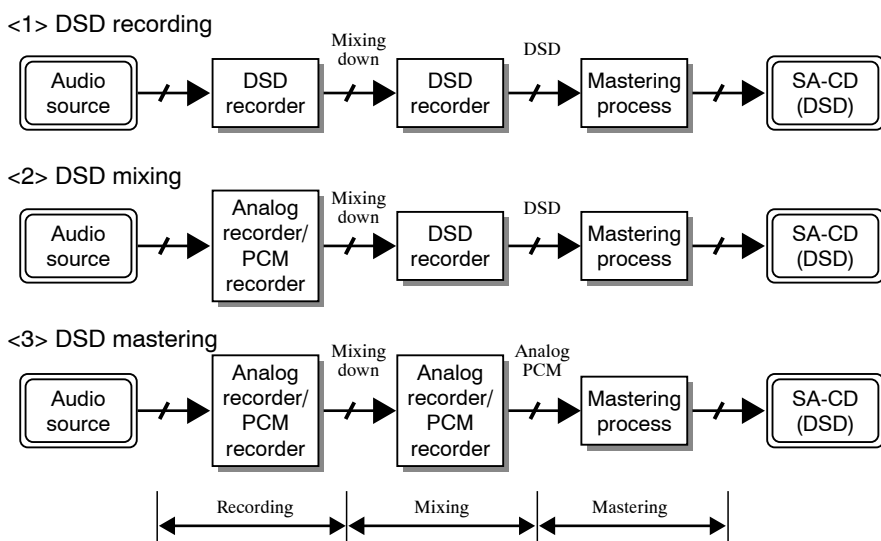 <1> DSD recording
Mixing
down
DSD
Audio
source
DSD
recorder
DSD
recorder
Mastering
process
SA-CD
(DSD)
<2> DSD mixing
Mixing
down
DSD
Audio
source
Analog
recorder/
PCM
recorder
DSD
recorder
Mastering
process
SA-CD
(DSD)
<3> DSD mastering
Mixing
down
Analog
PCM
Audio
source
Analog
recorder/
PCM
recorder
Analog
recorder/
PCM
recorder
Mastering
process
SA-CD
(DSD)
Recording
Mixing
Mastering